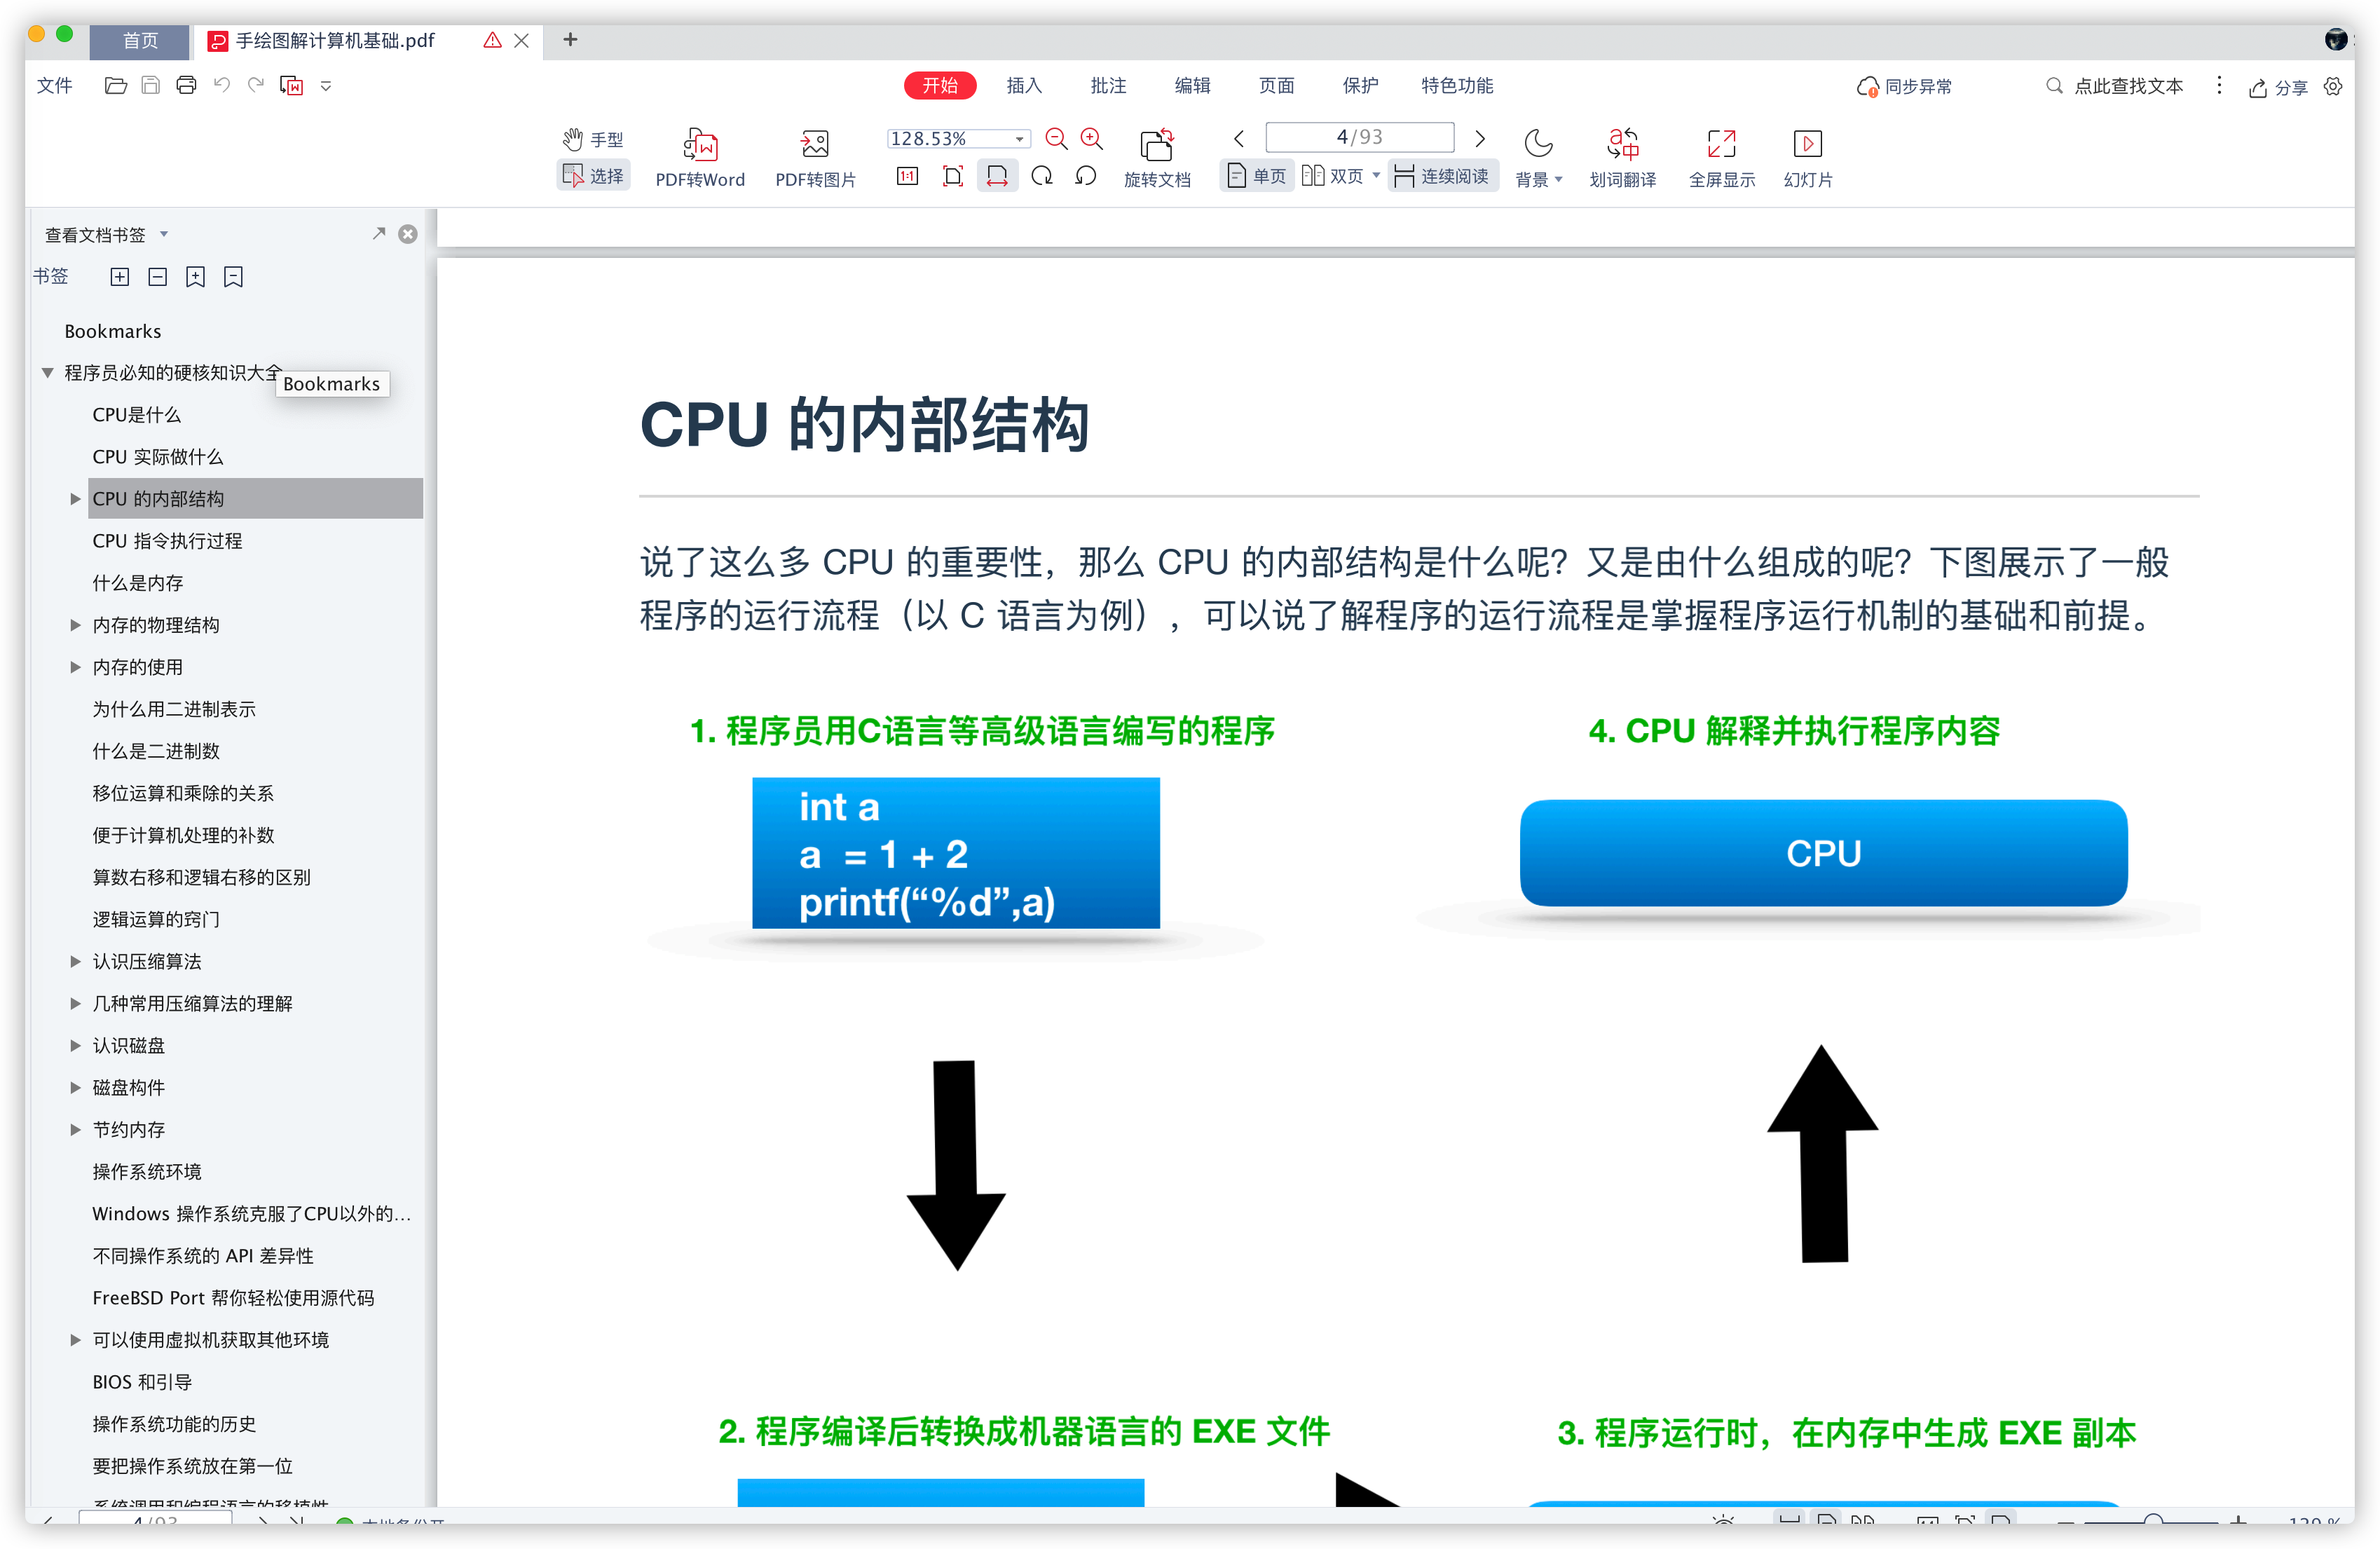 首页
手绘图解计算机基础.pdf
文件
开始
插入
批注
编辑
页面
保护
特色功能
同步异常
点此查找文本
分享
手型
选择
PDF转Word
PDF转图片
128.53%
1:1
旋转文档
4/93
单页
双页
连续阅读
背景
划词翻译
全屏显示
幻灯片
查看文档书签
书签
Bookmarks
程序员必知的硬核知识大全
Bookmarks
CPU是什么
CPU 实际做什么
CPU 的内部结构
CPU 指令执行过程
什么是内存
内存的物理结构
内存的使用
为什么用二进制表示
什么是二进制数
移位运算和乘除的关系
便于计算机处理的补数
算数右移和逻辑右移的区别
逻辑运算的窍门
认识压缩算法
几种常用压缩算法的理解
认识磁盘
磁盘构件
节约内存
操作系统环境
Windows 操作系统克服了CPU以外的...
不同操作系统的 API 差异性
FreeBSD Port 帮你轻松使用源代码
可以使用虚拟机获取其他环境
BIOS 和引导
操作系统功能的历史
要把操作系统放在第一位
系统调用和编程语言的移植性
CPU 的内部结构
说了这么多 CPU 的重要性，那么 CPU 的内部结构是什么呢？又是由什么组成的呢？下图展示了一般
程序的运行流程（以 C 语言为例），可以说了解程序的运行流程是掌握程序运行机制的基础和前提。
1. 程序员用C语言等高级语言编写的程序
int a
a = 1 + 2
printf(“%d”,a)
4. CPU 解释并执行程序内容
CPU
2. 程序编译后转换成机器语言的 EXE 文件
3. 程序运行时，在内存中生成 EXE 副本
4/93